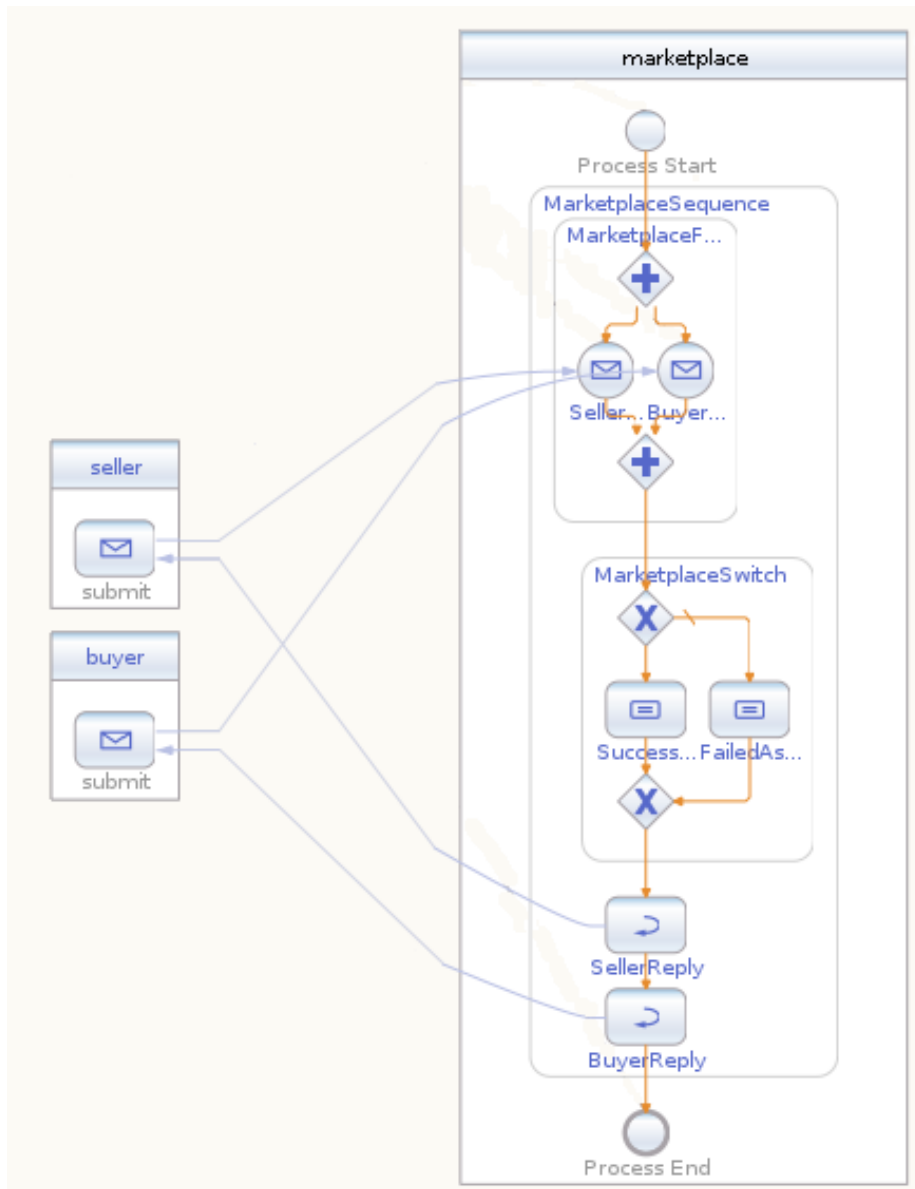 marketplace
Process Start
MarketplaceSequence
MarketplaceF...
Seller... Buyer...
seller
submit
buyer
submit
MarketplaceSwitch
X
Success... FailedAs...
X
SellerReply
BuyerReply
Process End